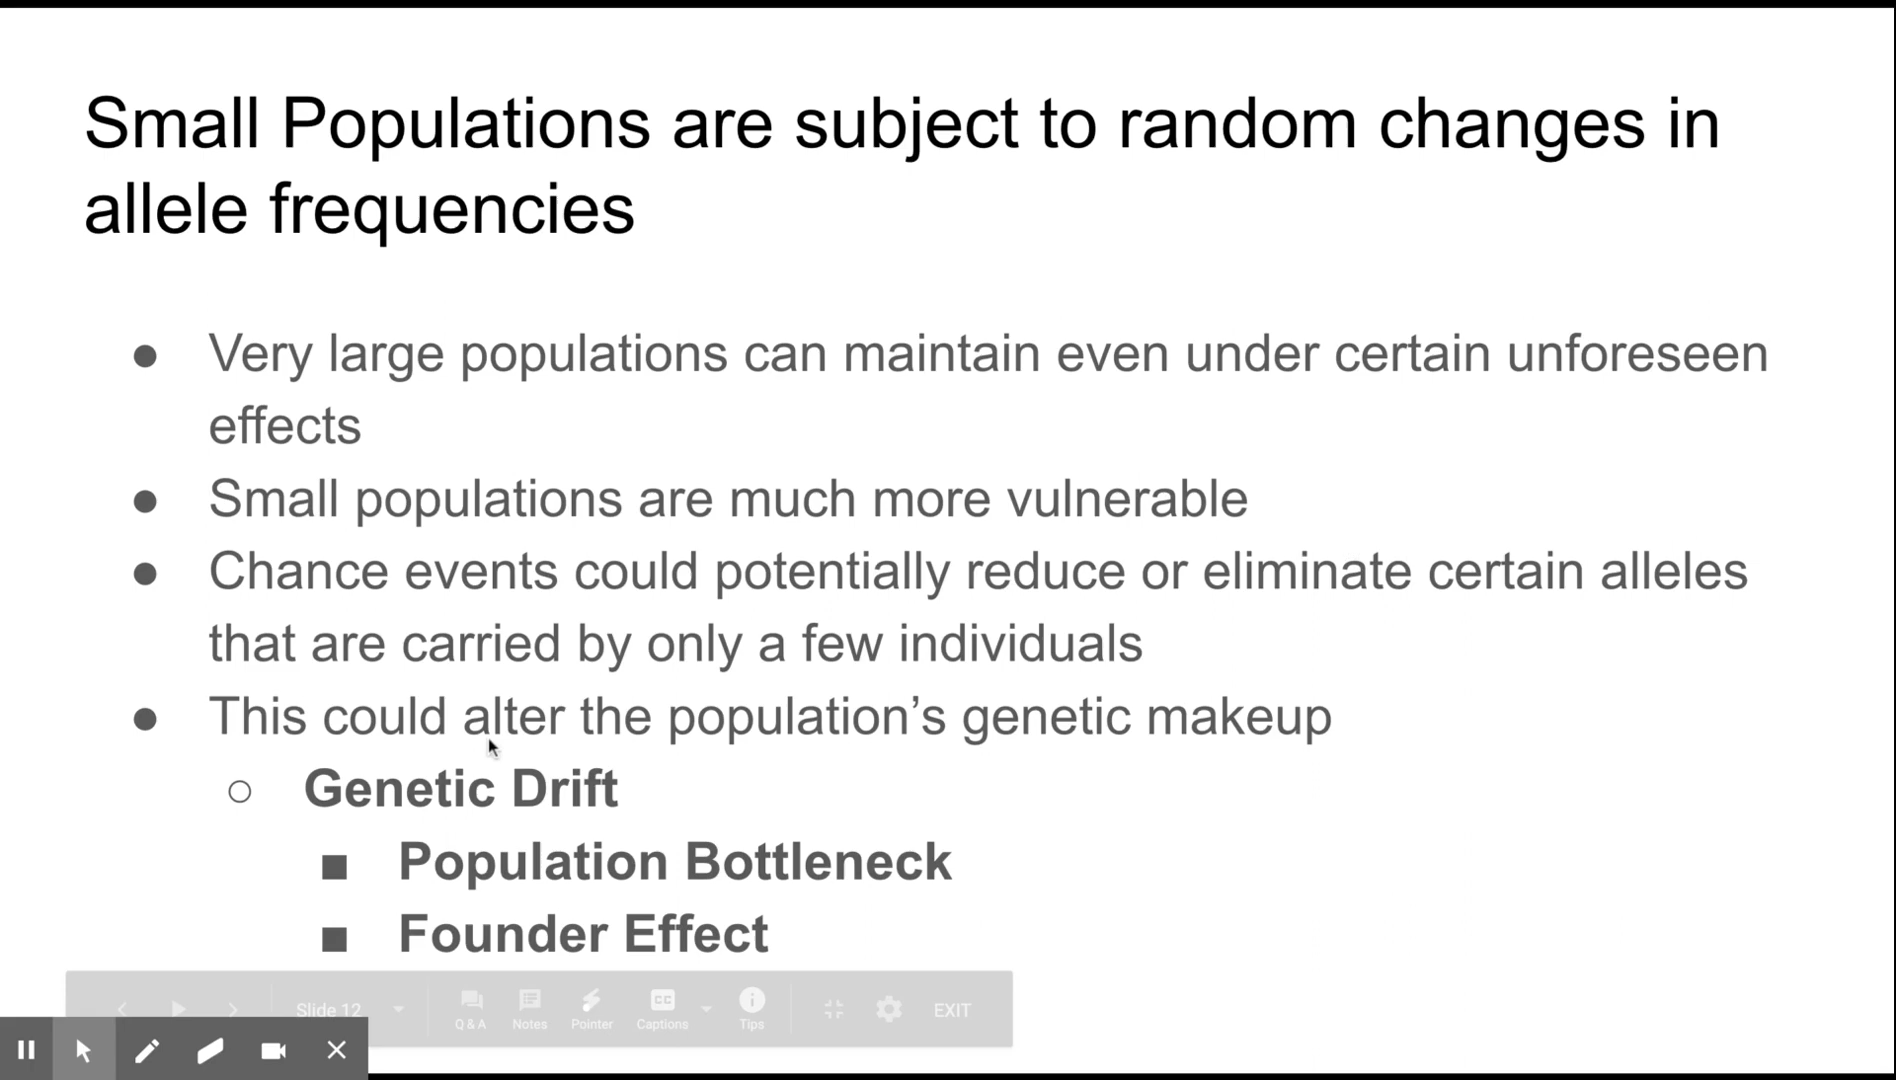 Small Populations are subject to random changes in
allele frequencies
● Very large populations can maintain even under certain unforeseen
effects
● Small populations are much more vulnerable
● Chance events could potentially reduce or eliminate certain alleles
that are carried by only a few individuals
● This could alter the population’s genetic makeup
○ Genetic Drift
■ Population Bottleneck
■ Founder Effect
Slide 12
Q & A Notes Pointer CC Captions Tips EXIT